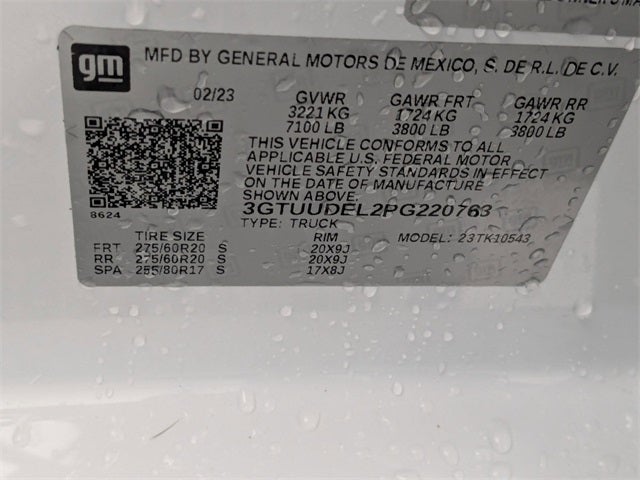 gm
MFD BY GENERAL MOTORS DE MEXICO, S. DE R.L. DE C.V.
02/23 GVWR GAWR FRT GAWR RR
3221 KG 1724 KG 1724 KG
7100 LB 3800 LB 3800 LB
THIS VEHICLE CONFORMS TO ALL
APPLICABLE U.S. FEDERAL MOTOR
VEHICLE SAFETY STANDARDS IN EFFECT
ON THE DATE OF MANUFACTURE
SHOWN ABOVE
8624 3GTUUDEL2PG220763
TYPE: TRUCK MODEL: 23TK10543
TIRE SIZE RIM
FRT 275/60R20 S 20X9J
RR 275/60R20 S 20X9J
SPA 255/80R17 S 17X8J